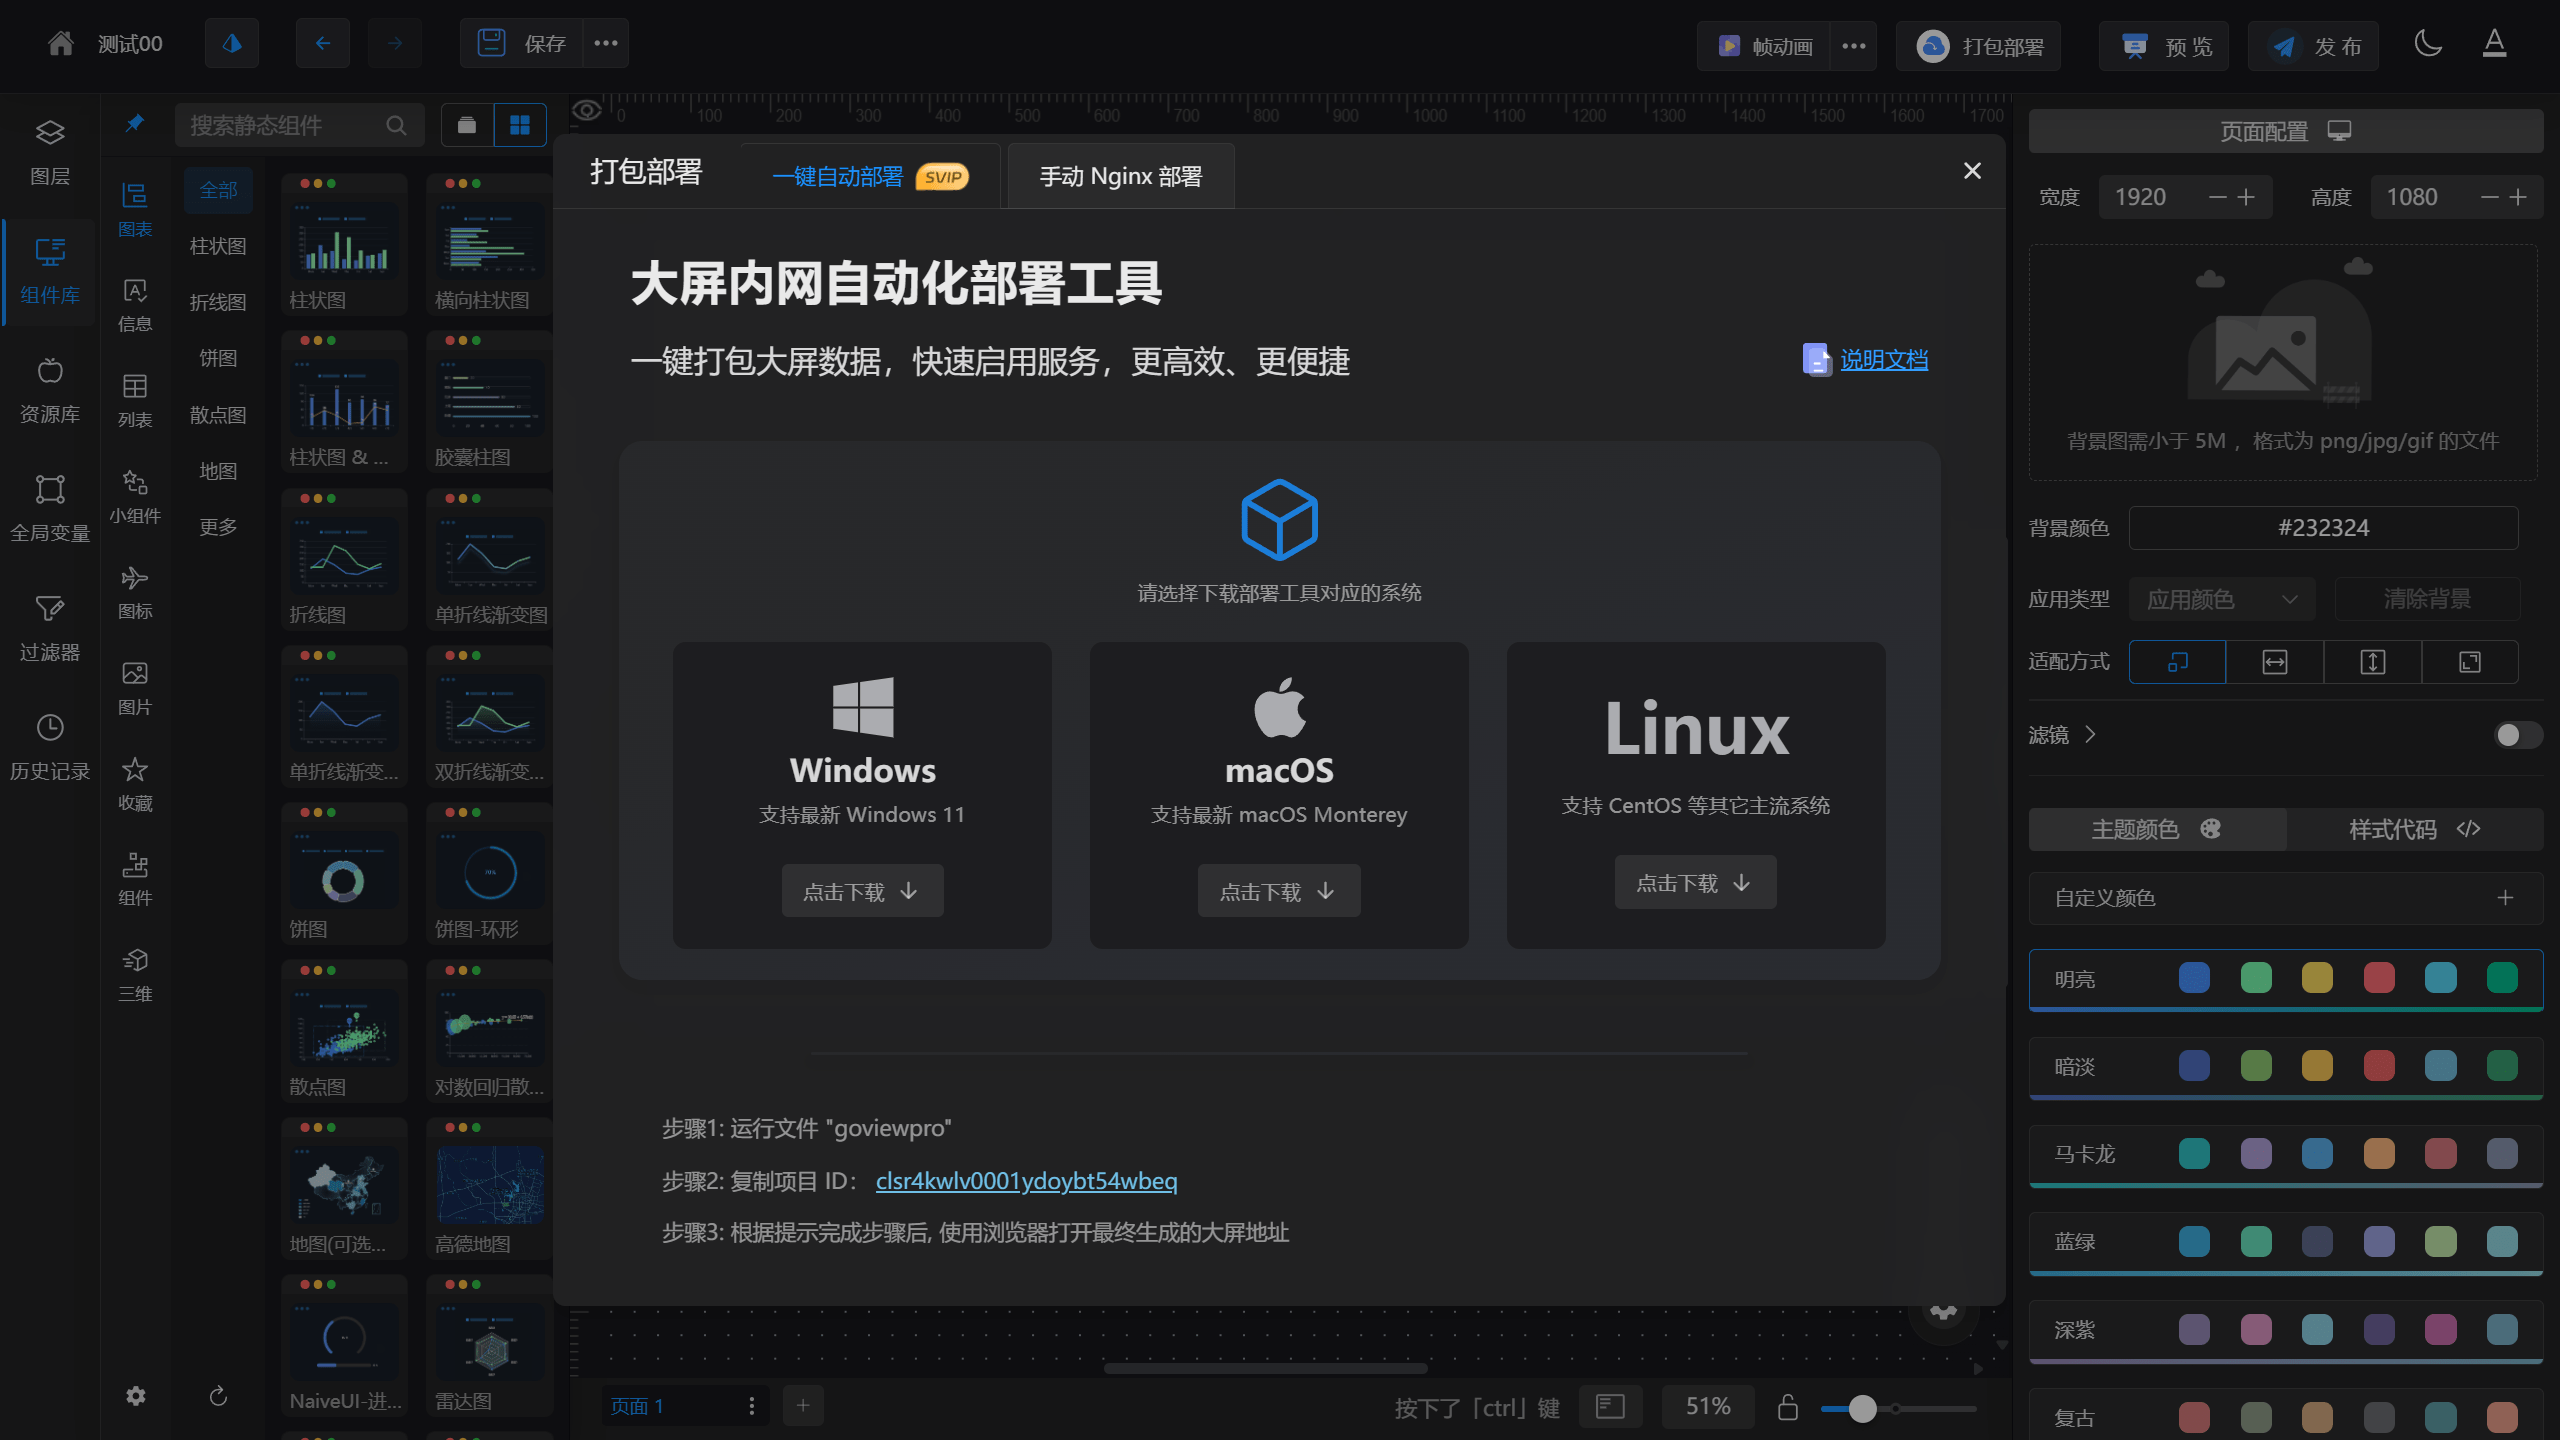 测试00
保存
帧动画
打包部署
预 览
发 布
图层
组件库
资源库
全局变量
过滤器
历史记录
搜索静态组件
图表
信息
列表
小组件
图标
图片
收藏
组件
三维
全部
柱状图
折线图
饼图
散点图
地图
更多
柱状图
横向柱状图
柱状图 & ...
胶囊柱图
折线图
单折线渐变图
单折线渐变...
双折线渐变...
饼图
饼图-环形
散点图
对数回归散...
地图(可选...
高德地图
NaiveUI-进...
雷达图
0 100 200 300 400 500 600 700 800 900 1000 1100 1200 1300 1400 1500 1600 1700
打包部署
一键自动部署 SVIP
手动 Nginx 部署
大屏内网自动化部署工具
一键打包大屏数据，快速启用服务，更高效、更便捷
说明文档
请选择下载部署工具对应的系统
Windows
支持最新 Windows 11
点击下载
macOS
支持最新 macOS Monterey
点击下载
Linux
支持 CentOS 等其它主流系统
点击下载
步骤1: 运行文件 "goviewpro"
步骤2: 复制项目 ID： clsr4kwlv0001ydoybt54wbeq
步骤3: 根据提示完成步骤后, 使用浏览器打开最终生成的大屏地址
页面 1
按下了「ctrl」键
51%
页面配置
宽度 1920
高度 1080
背景图需小于 5M ，格式为 png/jpg/gif 的文件
背景颜色 #232324
应用类型 应用颜色 清除背景
适配方式
滤镜
主题颜色
样式代码
自定义颜色
明亮
暗淡
马卡龙
蓝绿
深紫
复古